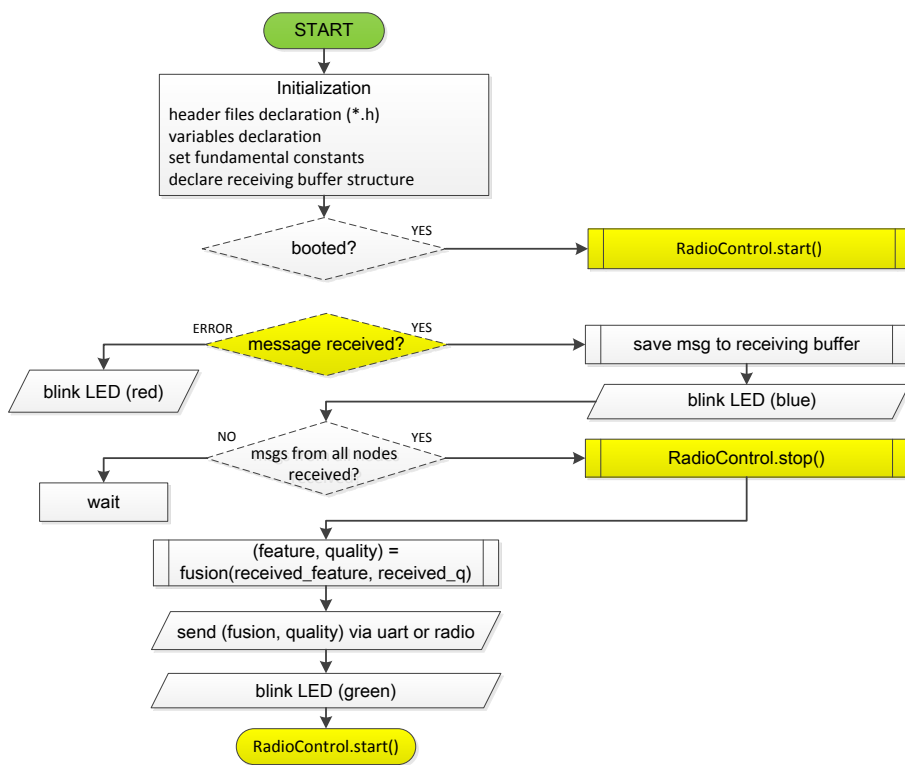 START
Initialization
header files declaration (*.h)
variables declaration
set fundamental constants
declare receiving buffer structure
booted?
YES
RadioControl.start()
ERROR
message received?
YES
save msg to receiving buffer
blink LED (red)
blink LED (blue)
NO
msgs from all nodes
received?
YES
RadioControl.stop()
wait
(feature, quality) =
fusion(received_feature, received_q)
send (fusion, quality) via uart or radio
blink LED (green)
RadioControl.start()